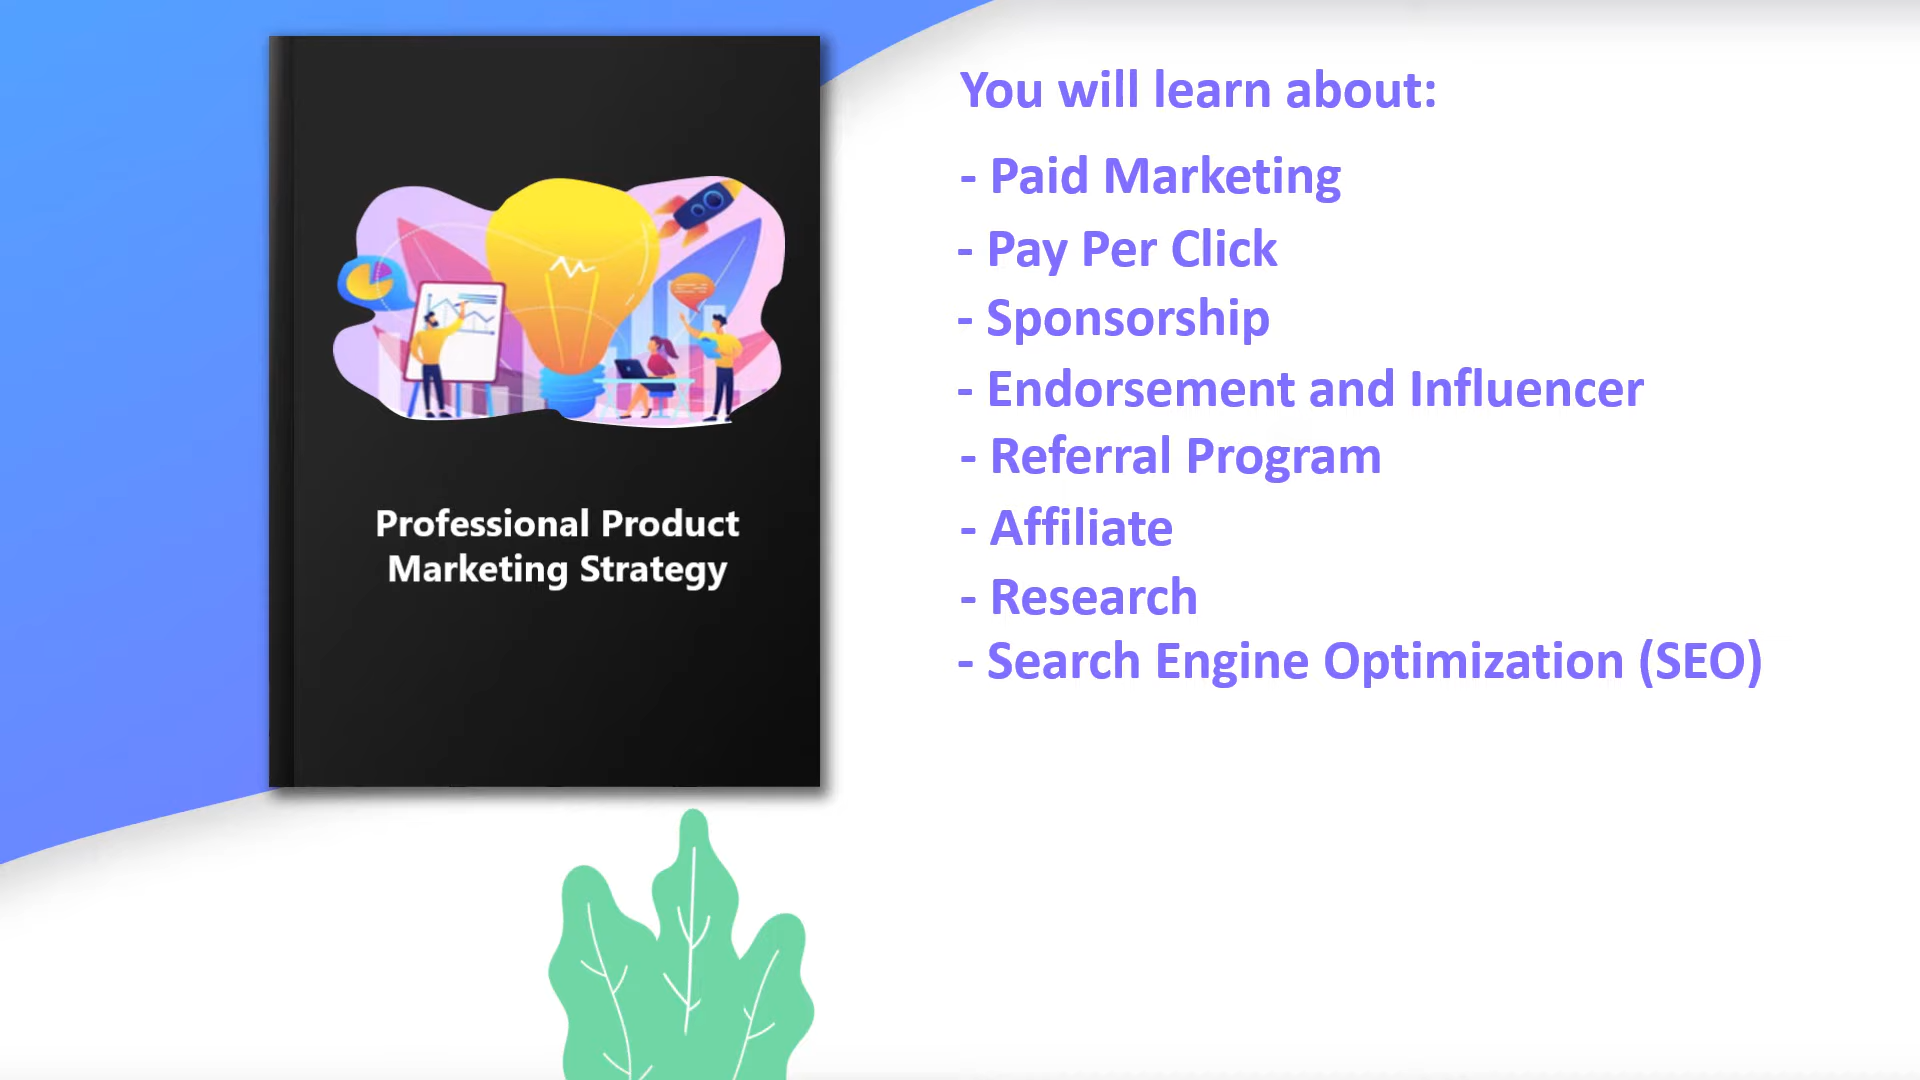 Professional Product
Marketing Strategy
You will learn about:
- Paid Marketing
- Pay Per Click
- Sponsorship
- Endorsement and Influencer
- Referral Program
- Affiliate
- Research
- Search Engine Optimization (SEO)